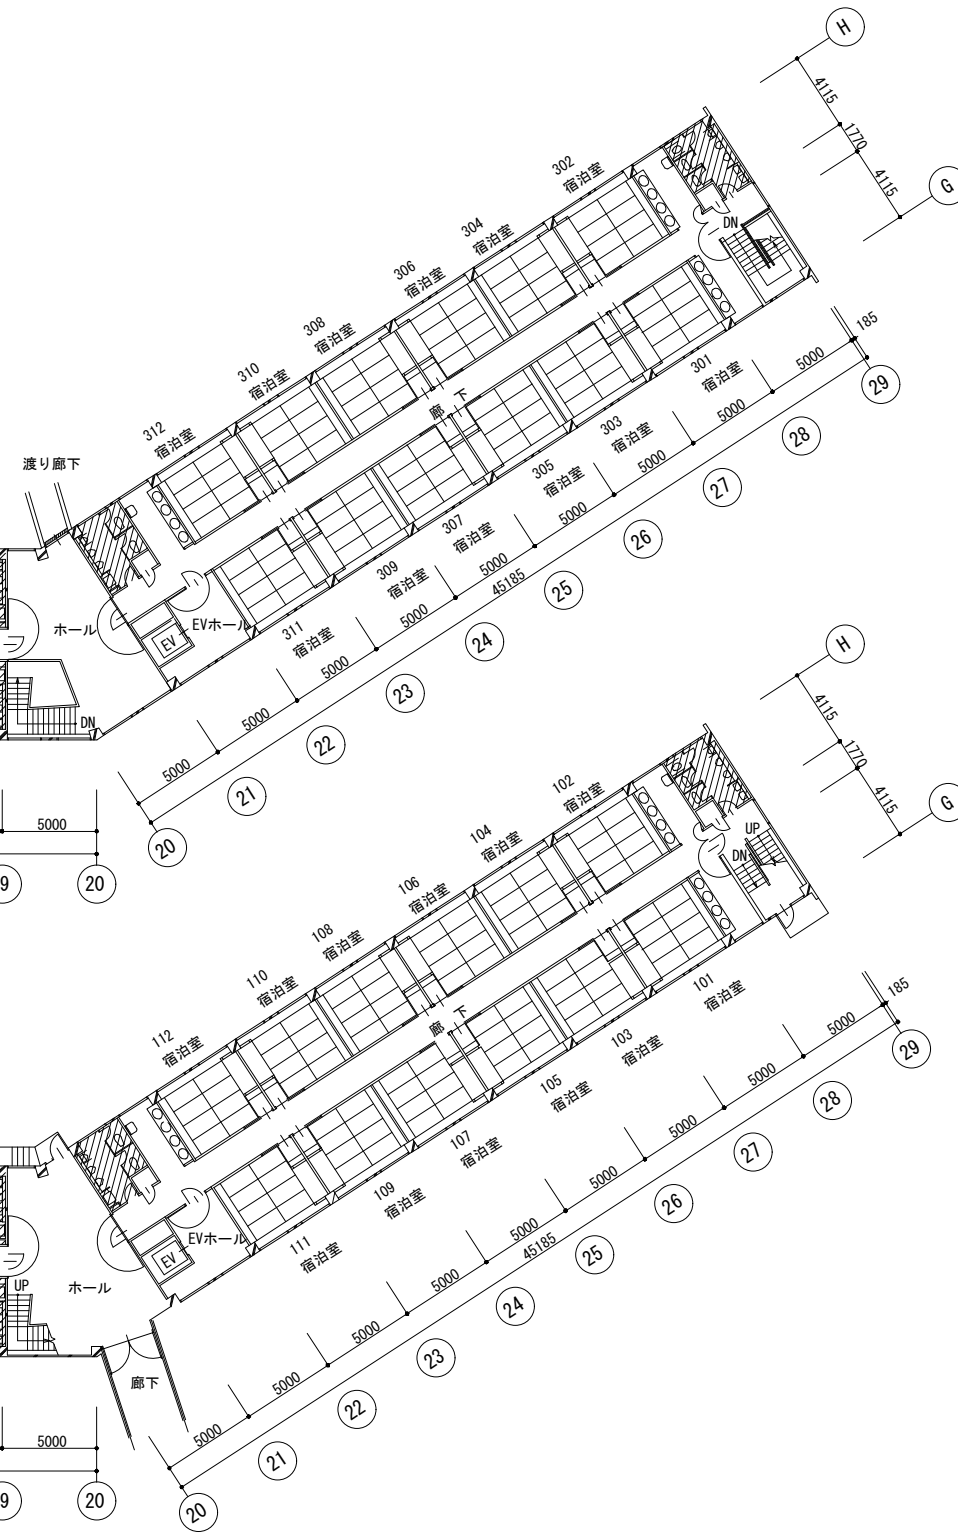 H
4115
1770
4115
G
302
宿泊室
304
宿泊室
306
宿泊室
308
宿泊室
310
宿泊室
312
宿泊室
渡り廊下
DN
廊下
301
宿泊室
303
宿泊室
305
宿泊室
307
宿泊室
309
宿泊室
311
宿泊室
ホール
EV
EVホール
DN
185
5000
5000
5000
5000
5000
5000
5000
5000
5000
45185
29
28
27
26
25
24
23
22
21
20
5000
9
20
H
4115
1770
4115
G
102
宿泊室
104
宿泊室
106
宿泊室
108
宿泊室
110
宿泊室
112
宿泊室
UP
DN
廊下
101
宿泊室
103
宿泊室
105
宿泊室
107
宿泊室
109
宿泊室
111
宿泊室
EV
EVホール
UP
ホール
廊下
185
5000
5000
5000
5000
5000
5000
5000
5000
5000
45185
29
28
27
26
25
24
23
22
21
20
5000
9
20